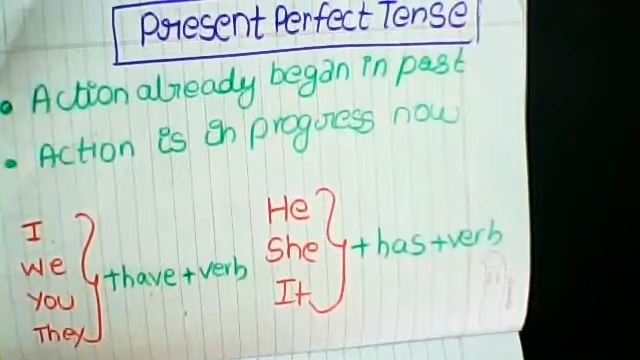 Present Perfect Tense
• Action already began in past
• Action is in progress now
I
We
You
They
+have+verb
He
She
It
+has+verb